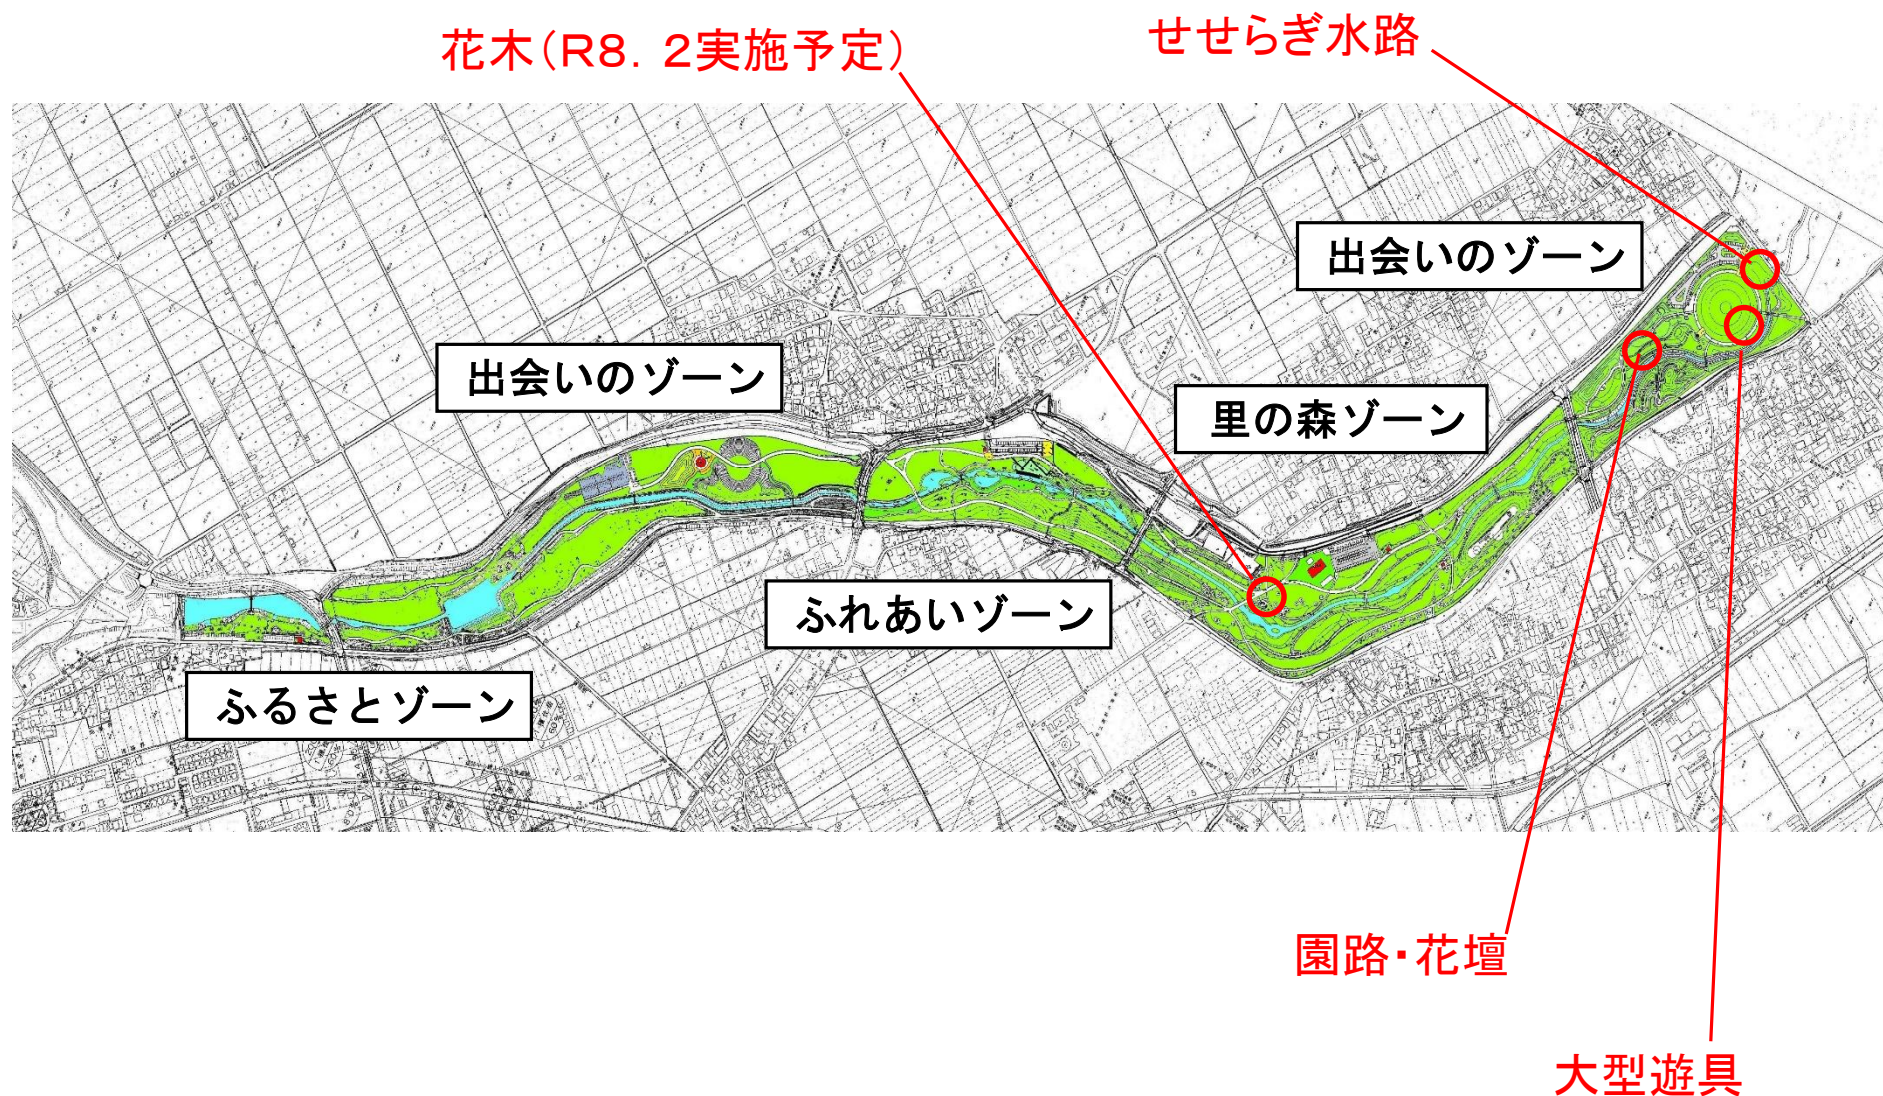 花木(R8．2実施予定)
せせらぎ水路
出会いのゾーン
出会いのゾーン
里の森ゾーン
ふれあいゾーン
ふるさとゾーン
園路・花壇
大型遊具